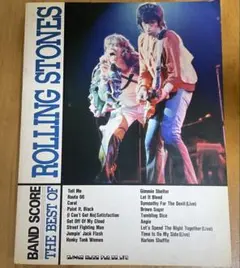 BAND SCORE
THE BEST OF
ROLLING STONES
Tell Me
Route 66
Carol
Paint It, Black
(I Can't Get No)Satisfaction
Get Off Of My Cloud
Street Fighting Man
Jumpin' Jack Flash
Honky Tonk Women
Gimmie Shelter
Let It Bleed
Sympathy For The Devil(Live)
Brown Sugar
Tumbling Dice
Angie
Let's Spend The Night Together(Live)
Time Is On My Side(Live)
Harlem Shuffle